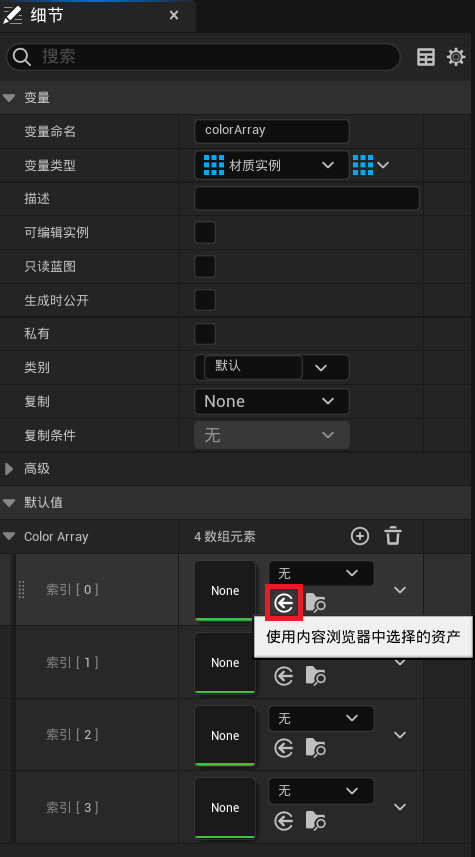 细节
搜索
变量
变量命名 colorArray
变量类型 材质实例
描述
可编辑实例
只读蓝图
生成时公开
私有
类别 默认
复制 None
复制条件 无
高级
默认值
Color Array 4 数组元素
索引 [ 0 ] None 无
使用内容浏览器中选择的资产
索引 [ 1 ] None
索引 [ 2 ] None 无
索引 [ 3 ] None 无